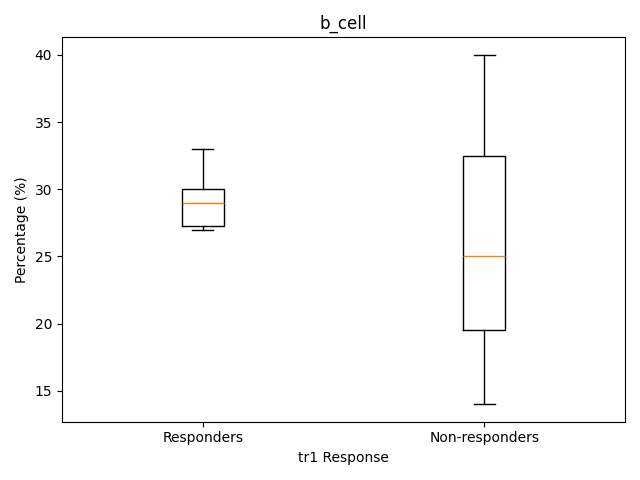 b_cell
40
35
30
25
20
15
Percentage (%)
Responders
Non-responders
tr1 Response